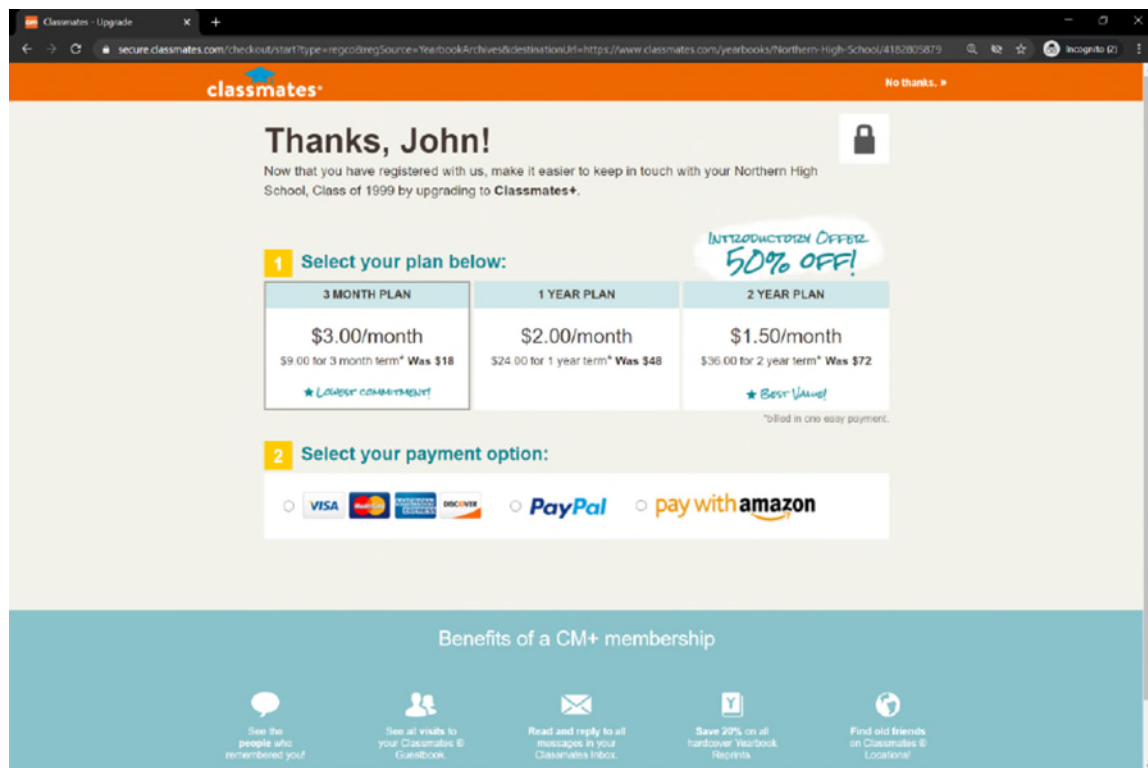 Classmates - Upgrade
secure.classmates.com/checkout/start?type=regco&regSource=YearbookArchives&destinationUrl=https://www.classmates.com/yearbooks/Northern-High-School/4182805879
Incognito (2)
classmates
No thanks. »
Thanks, John!
Now that you have registered with us, make it easier to keep in touch with your Northern High
School, Class of 1999 by upgrading to Classmates+.
INTRODUCTORY OFFER
50% OFF!
1 Select your plan below:
3 MONTH PLAN
$3.00/month
$9.00 for 3 month term* Was $18
★ LOWEST COMMITMENT!
1 YEAR PLAN
$2.00/month
$24.00 for 1 year term* Was $48
2 YEAR PLAN
$1.50/month
$36.00 for 2 year term* Was $72
★ BEST VALUE!
*billed in one easy payment.
2 Select your payment option:
VISA MasterCard AMERICAN EXPRESS DISCOVER
PayPal
pay with amazon
Benefits of a CM+ membership
See the
people who
remembered you!
See all visits to
your Classmates ®
Guestbook.
Read and reply to all
messages in your
Classmates Inbox.
Y
Save 20% on all
hardcover Yearbook
Reprints.
Find old friends
on Classmates ®
Locations!